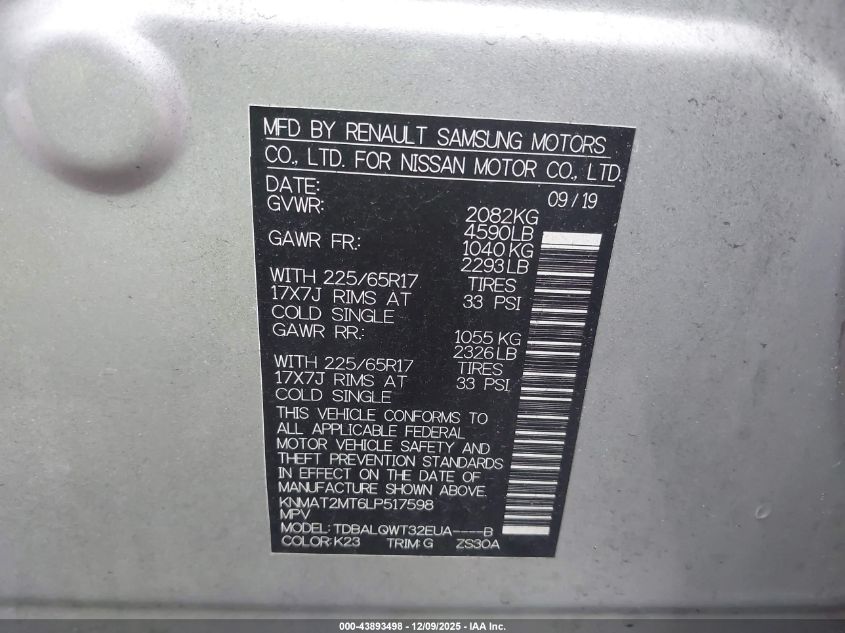 MFD BY RENAULT SAMSUNG MOTORS
CO., LTD. FOR NISSAN MOTOR CO., LTD.
DATE: 09/19
GVWR: 2082KG
4590LB
GAWR FR.: 1040KG
2293LB
WITH 225/65R17 TIRES
17X7J RIMS AT 33 PSI
COLD SINGLE
GAWR RR.: 1055KG
2326LB
WITH 225/65R17 TIRES
17X7J RIMS AT 33 PSI
COLD SINGLE
THIS VEHICLE CONFORMS TO
ALL APPLICABLE FEDERAL
MOTOR VEHICLE SAFETY AND
THEFT PREVENTION STANDARDS
IN EFFECT ON THE DATE OF
MANUFACTURE SHOWN ABOVE.
KNMAT2MT6LP517598
MPV
MODEL: TDBALQWT32EUA----B
COLOR:K23 TRIM:G ZS30A
000-43893498 - 12/09/2025 - IAA Inc.